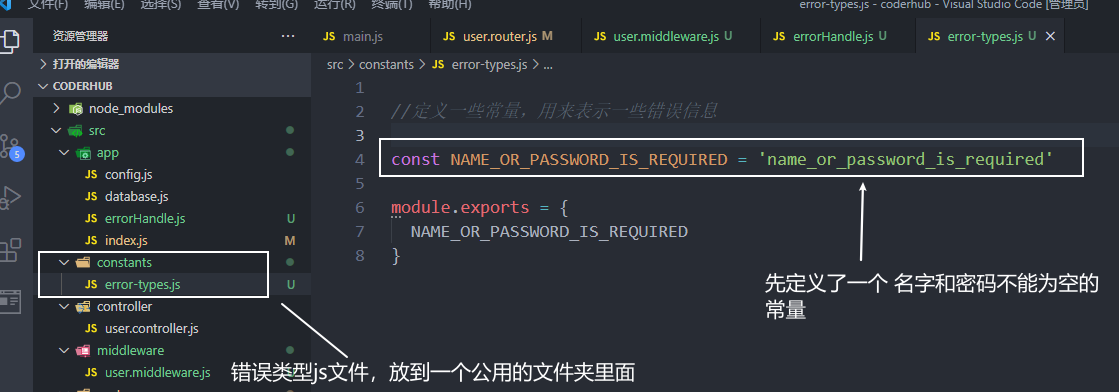 文件(F) 编辑(E) 选择(S) 查看(V) 转到(G) 运行(R) 终端(T) 帮助(H) error-types.js - coderhub - Visual Studio Code [管理员]
资源管理器 ... JS main.js JS user.router.js M JS user.middleware.js U JS errorHandle.js U JS error-types.js U
打开的编辑器 src > constants > JS error-types.js > ...
CODERHUB
node_modules
src
app
JS config.js
JS database.js
JS errorHandle.js U
JS index.js M
constants
JS error-types.js U
controller
JS user.controller.js
middleware
JS user.middleware.js U
5
1
2 //定义一些常量，用来表示一些错误信息
3
4 const NAME_OR_PASSWORD_IS_REQUIRED = 'name_or_password_is_required'
5
6 module.exports = {
7 NAME_OR_PASSWORD_IS_REQUIRED
8 }
先定义了一个 名字和密码不能为空的
常量
错误类型js文件，放到一个公用的文件夹里面